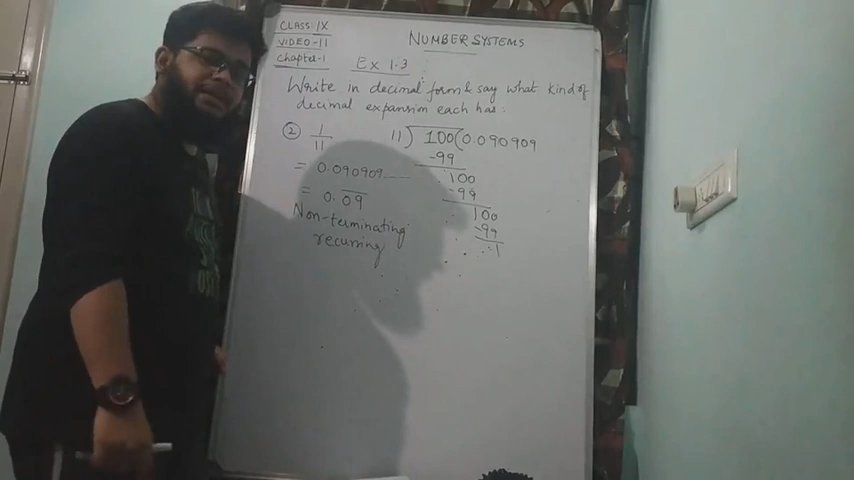 CLASS: IX
VIDEO-11
Chapter-1
NUMBER SYSTEMS
Ex 1.3
Write in decimal form & say what kind of
decimal expansion each has:
② 1/11
= 0.090909......
= 0.0̅9̅
Non-terminating
recurring
11) 100 (0.090909
-99
100
-99
100
-99
1